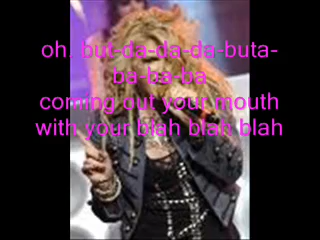 oh. but-da-da-da-buta-
ba-ba-ba
coming out your mouth
with your blah blah blah